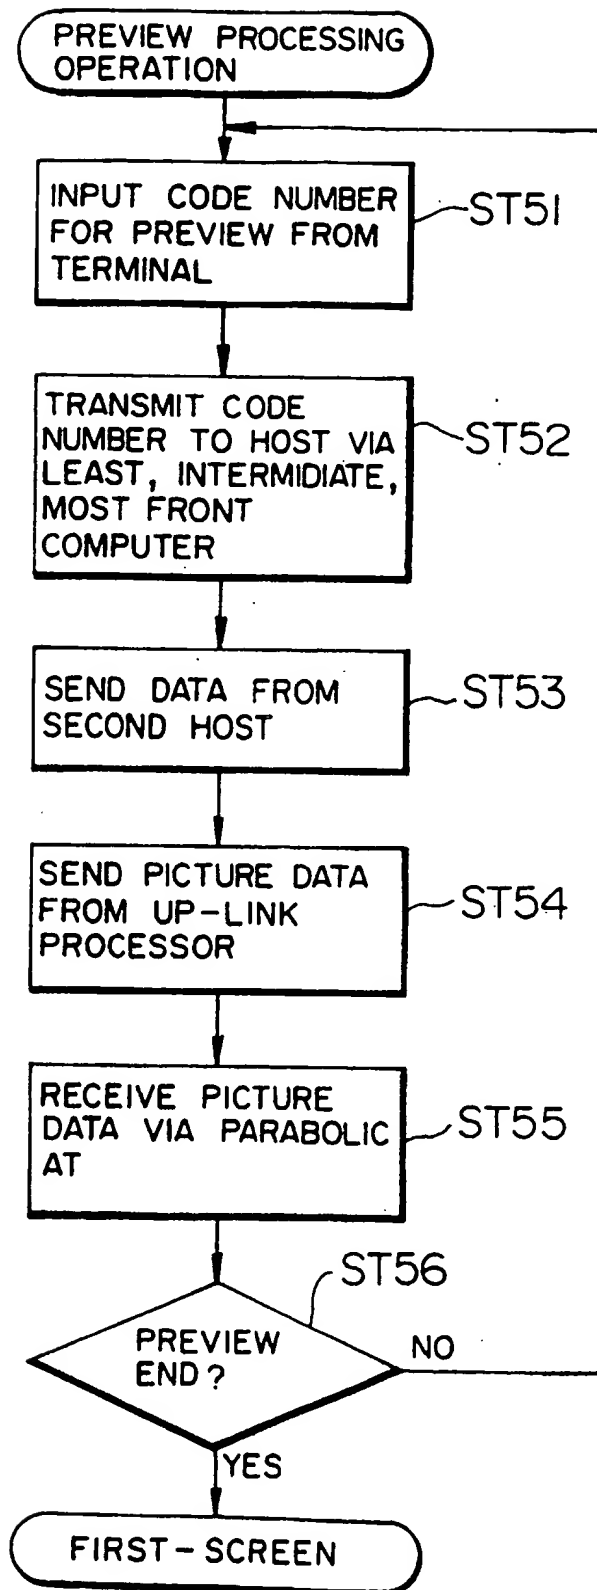 PREVIEW PROCESSING
OPERATION
INPUT CODE NUMBER
FOR PREVIEW FROM
TERMINAL
ST51
TRANSMIT CODE
NUMBER TO HOST VIA
LEAST, INTERMIDIATE,
MOST FRONT
COMPUTER
ST52
SEND DATA FROM
SECOND HOST
ST53
SEND PICTURE DATA
FROM UP-LINK
PROCESSOR
ST54
RECEIVE PICTURE
DATA VIA PARABOLIC
AT
ST55
ST56
PREVIEW
END?
NO
YES
FIRST-SCREEN